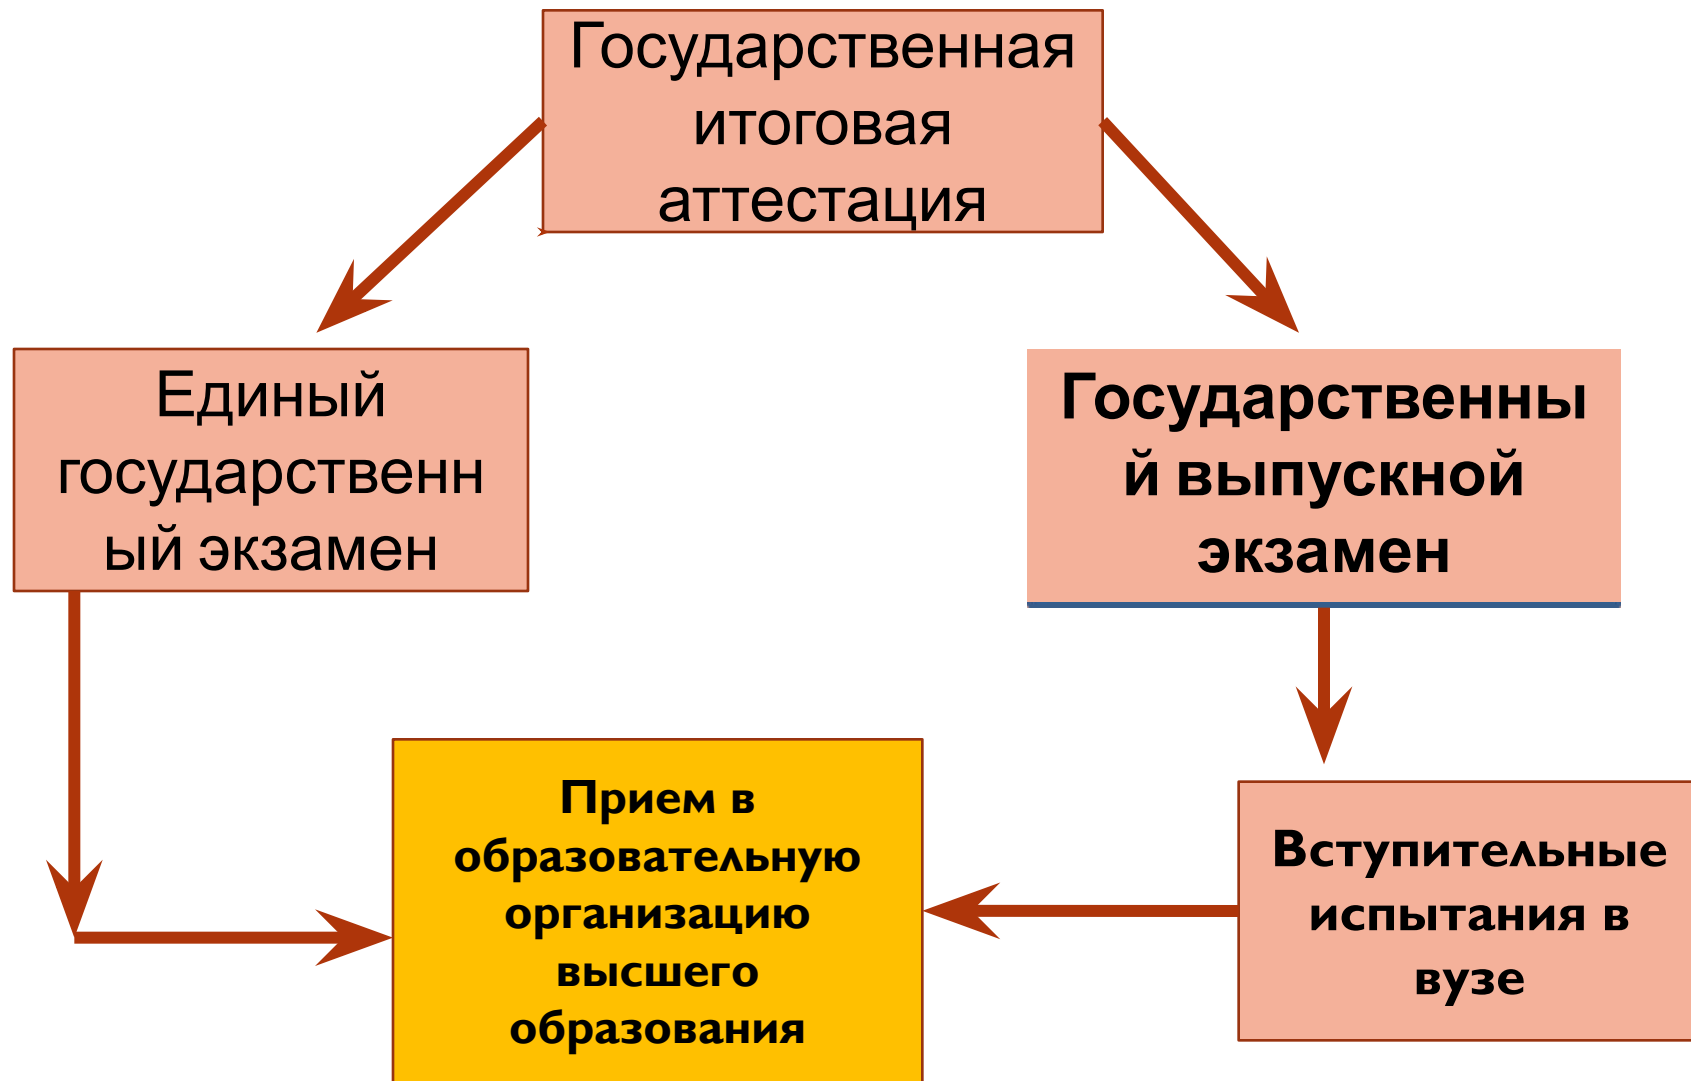 Государственная
итоговая
аттестация
Единый
государственн
ый экзамен
Государственны
й выпускной
экзамен
Прием в
образовательную
организацию
высшего
образования
Вступительные
испытания в
вузе